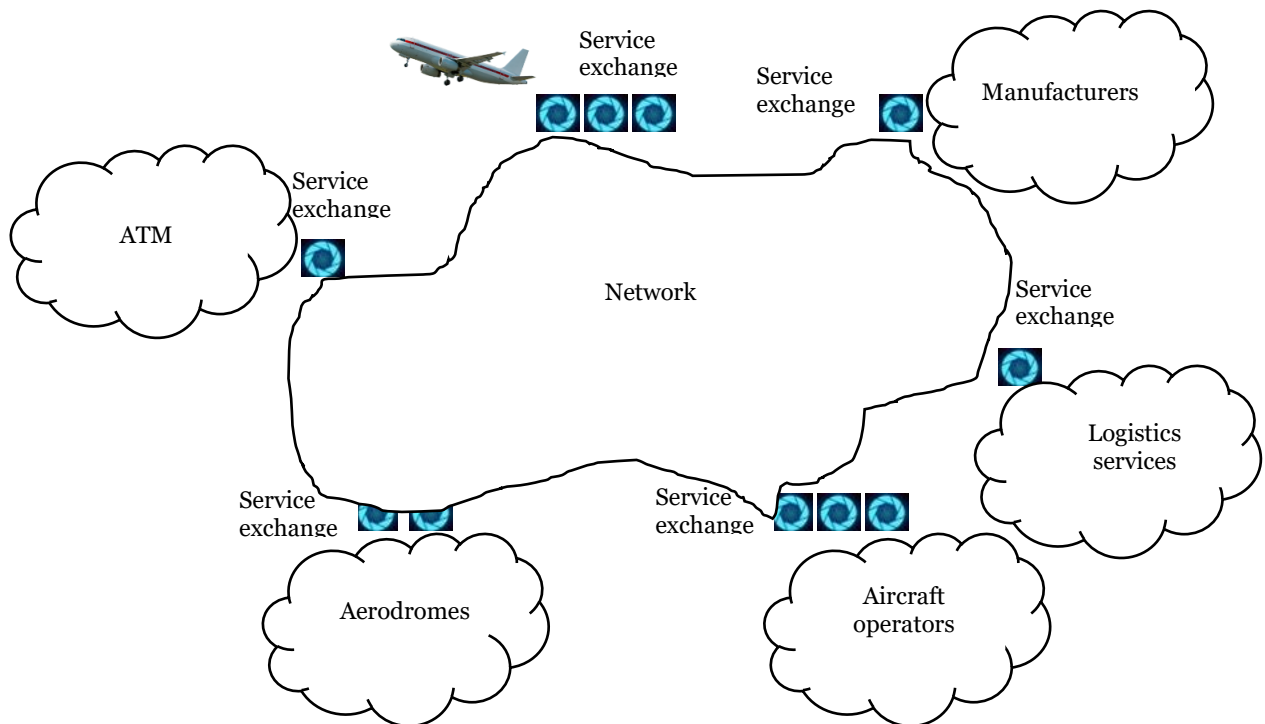 Service
exchange
Service
exchange
Manufacturers
Service
exchange
ATM
Network
Service
exchange
Logistics
services
Service
exchange
Service
exchange
Aerodromes
Aircraft
operators